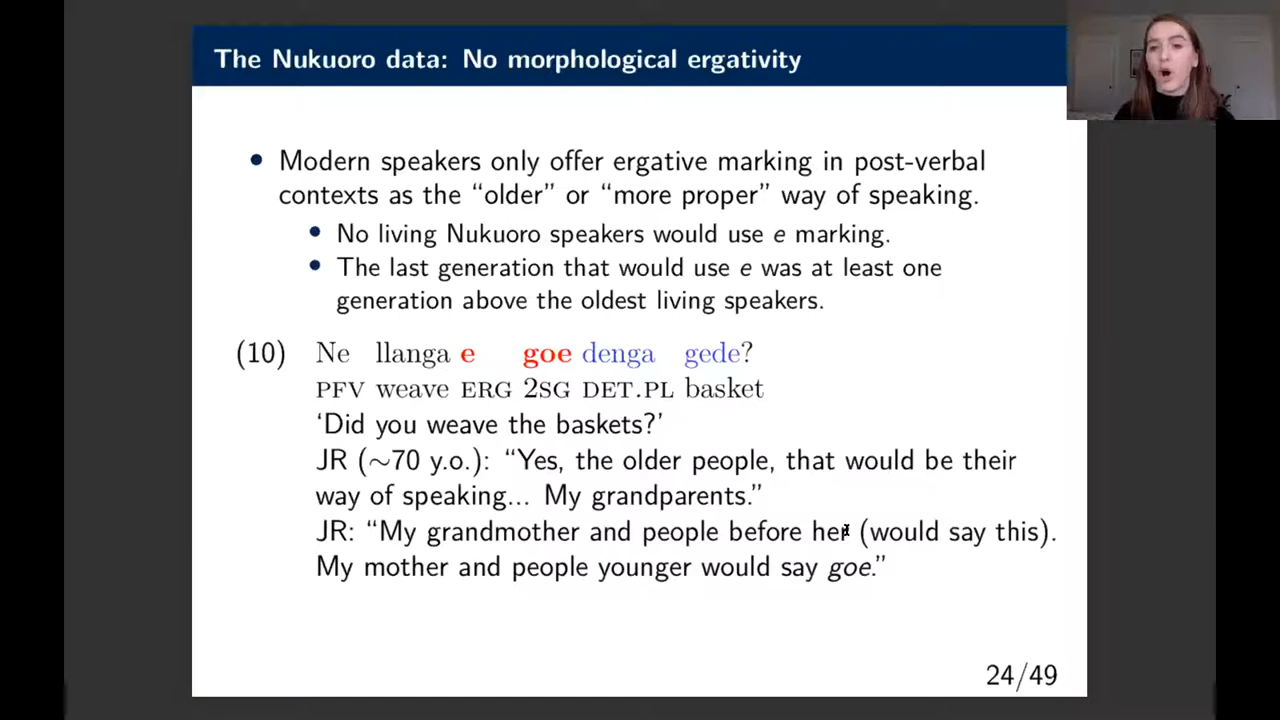 The Nukuoro data: No morphological ergativity
• Modern speakers only offer ergative marking in post-verbal
contexts as the “older” or “more proper” way of speaking.
• No living Nukuoro speakers would use e marking.
• The last generation that would use e was at least one
generation above the oldest living speakers.
(10) Ne llanga e goe denga gede?
PFV weave ERG 2SG DET.PL basket
‘Did you weave the baskets?’
JR (∼70 y.o.): “Yes, the older people, that would be their
way of speaking... My grandparents.”
JR: “My grandmother and people before her (would say this).
My mother and people younger would say goe.”
24/49